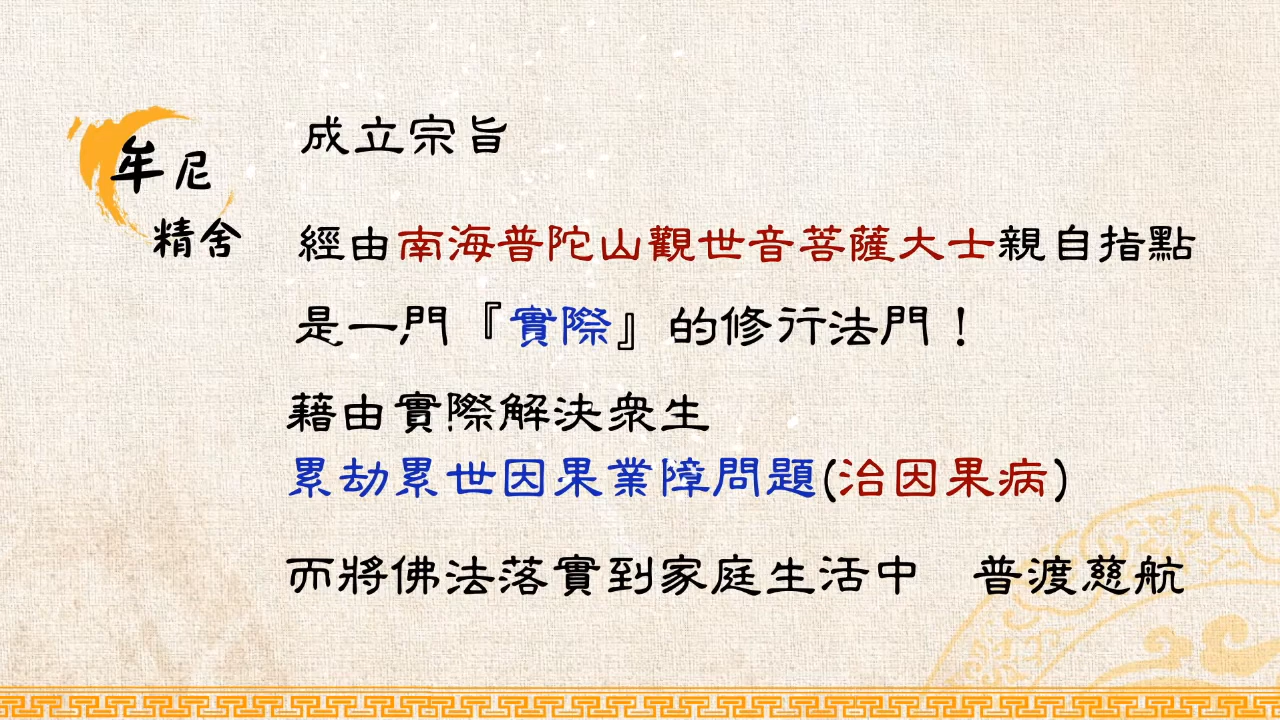 牟尼
精舍
成立宗旨
經由南海普陀山觀世音菩薩大士親自指點
是一門『實際』的修行法門！
藉由實際解決眾生
累劫累世因果業障問題(治因果病)
而將佛法落實到家庭生活中　普渡慈航